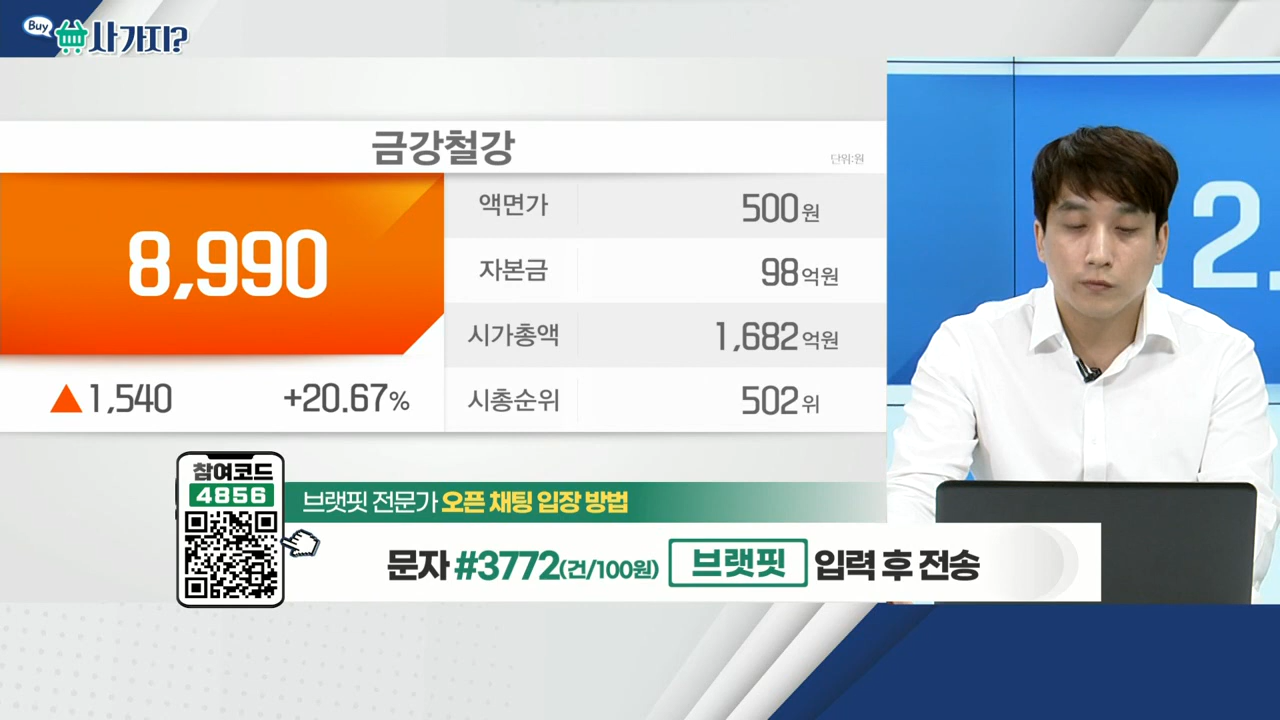 Buy 사 가지?
금강철강
단위:원
8,990
▲1,540 +20.67%
액면가 500원
자본금 98억원
시가총액 1,682억원
시총순위 502위
12.
참여코드
4856
브랫핏 전문가 오픈 채팅 입장 방법
문자 #3772(건/100원) 브랫핏 입력 후 전송